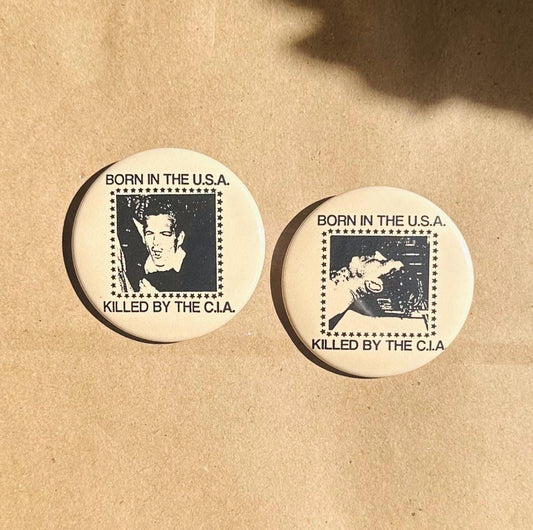 BORN IN THE U.S.A.
KILLED BY THE C.I.A.
BORN IN THE U.S.A.
KILLED BY THE C.I.A